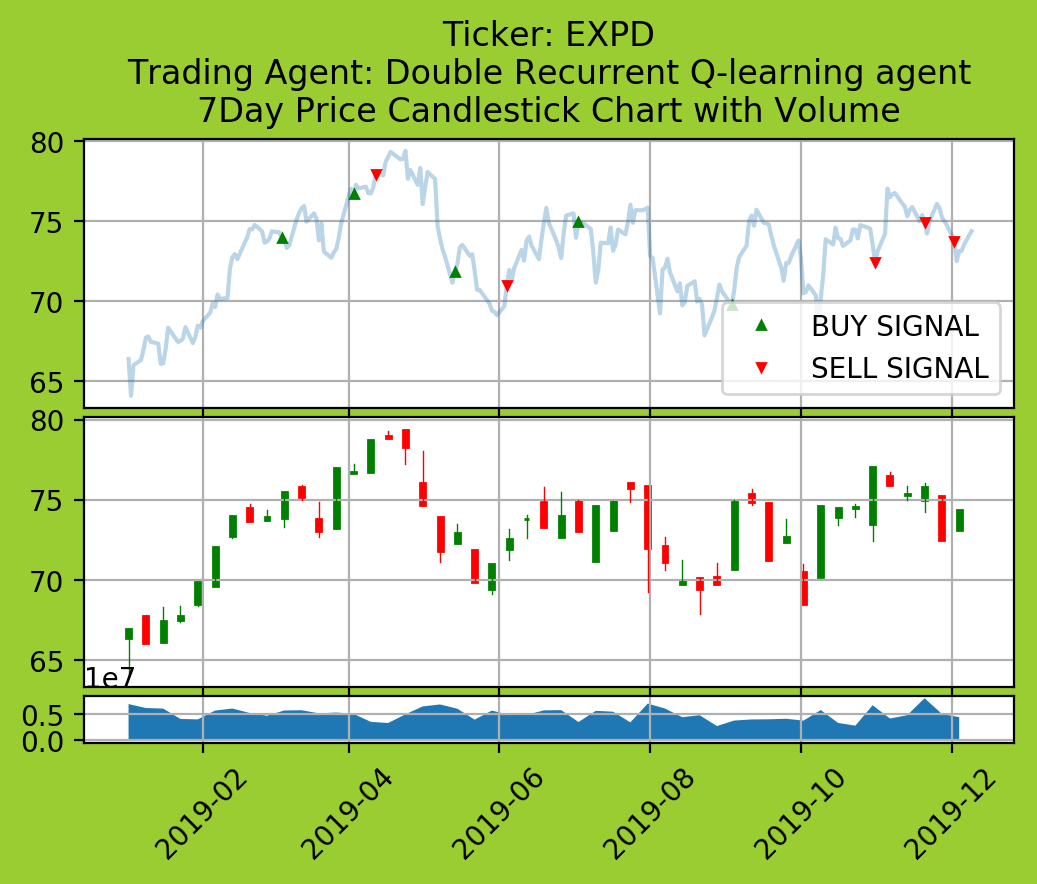 Ticker: EXPD
Trading Agent: Double Recurrent Q-learning agent
7Day Price Candlestick Chart with Volume
80
75
70
65
BUY SIGNAL
SELL SIGNAL
80
75
70
65
1e7
0.5
0.0
2019-02
2019-04
2019-06
2019-08
2019-10
2019-12